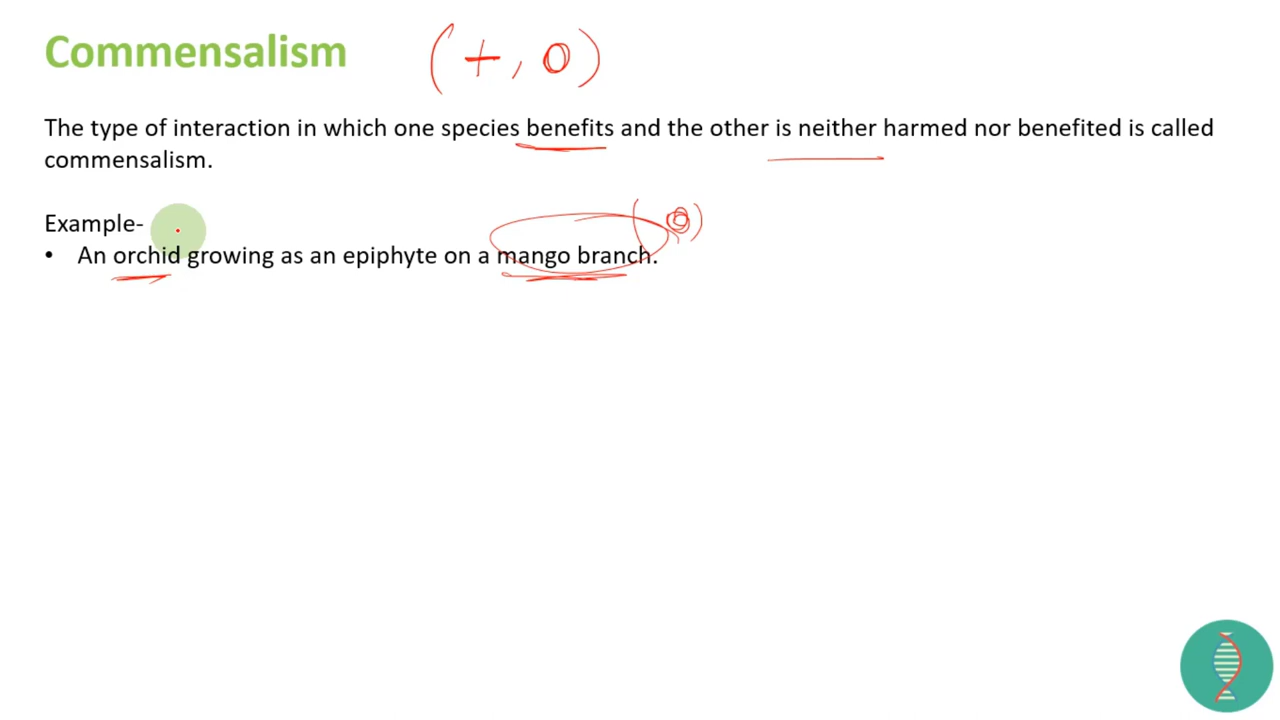 Commensalism (+, 0)
The type of interaction in which one species benefits and the other is neither harmed nor benefited is called
commensalism.
Example-
(0)
• An orchid growing as an epiphyte on a mango branch.